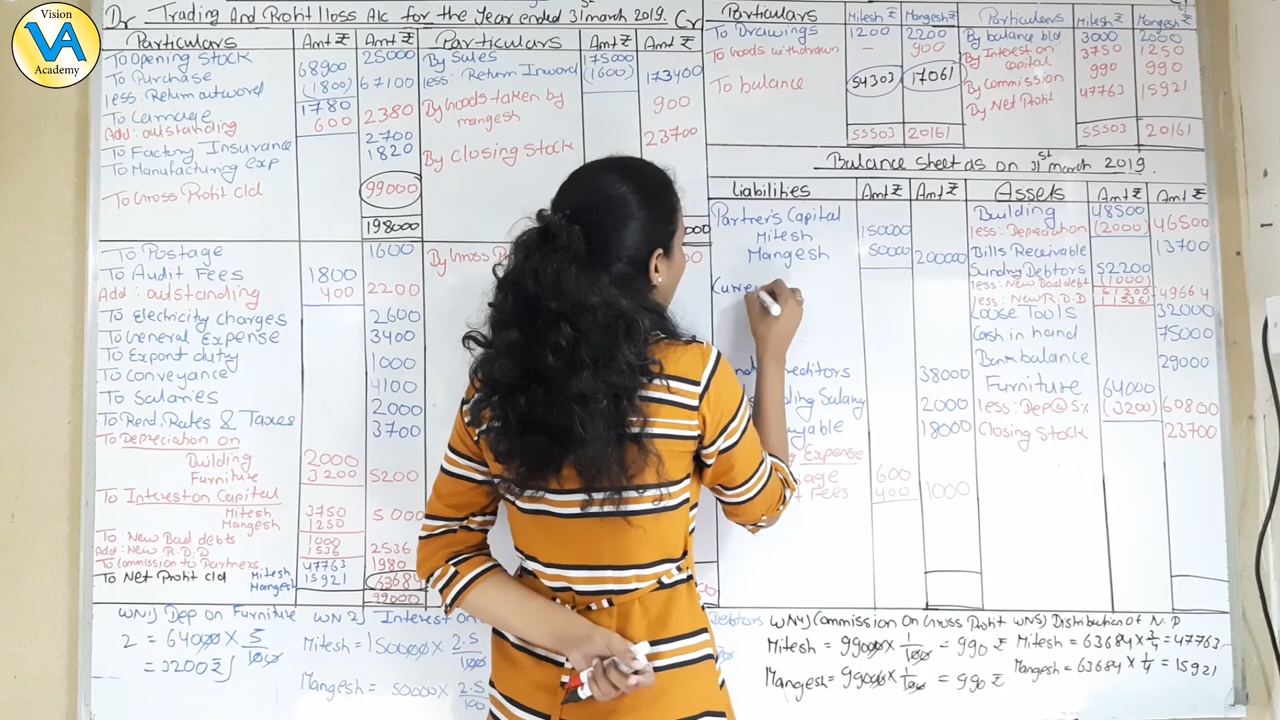 Vision
VA
Academy
Dr Trading And Profit/loss A/c for the Year ended 31st march 2019. Cr
Particulars Amt ₹ Amt ₹ Particulars Amt ₹ Amt ₹
To Opening Stock 25000 By Sales 175000
To Purchase 68900 less: Return Inword (1600) 173400
less: Return outword (1800) 67100
To Carriage 1780 By Goods taken by mangesh 900
Add: outstanding 600 2380
To Factory Insurance 2700 By Closing Stock 23700
To Manufacturing exp 1820
To Gross Profit c/d 99000
198000
To Postage 1600 By Gross
To Audit Fees 1800
Add: outstanding 400 2200
To Electricity charges 2600
To General Expense 3400
To Export duty 1000
To Conveyance 4100
To Salaries 2000
To Rend, Rates & Taxes 3700
To Depreciation on
Building 2000
Furniture 3200 5200
To Interest on Capital
Mitesh 3750
Mangesh 1250 5000
To New Bad debts 1000
Add: New R.D.D 1536 2536
To Commission to Partners 1980
To Net Profit c/d Mitesh 47763
Mangesh 15921 63684
99000
Particulars Mitesh ₹ Mangesh ₹ Particulars Mitesh ₹ Mangesh ₹
To Drawings 1200 2200 By balance b/d 3000 2000
To Goods withdrawn - 900 By Interest on capital 3750 1250
To balance 54303 17061 By Commission 990 990
By Net Profit 47763 15921
55503 20161 55503 20161
Balance sheet as on 31st march 2019.
Liabilities Amt ₹ Amt ₹ Assets Amt ₹ Amt ₹
Partner's Capital Building 48500
Mitesh 150000 less: Depreciation (2000) 46500
Mangesh 50000 200000 Bills Receivable 13700
Sundry Debtors 52200
Curre less: New Bad debt (1000)
less: New R.D.D 1536 49664
Loose Tools 32000
Cash in hand 75000
Bank balance 29000
editors 38000 Furniture 64000
Salary 2000 less: Dep@5% (3200) 60800
yable 18000 Closing Stock 23700
Expense
iage 600
Fees 400 1000
WN1) Dep on Furniture
= 64000 x 5/100
= 3200 ₹
WN 2) Interest on
Mitesh = 150000 x 2.5/100
Mangesh = 50000 x 2.5/100
Debtors
WN4) Commission On Gross Profit
Mitesh = 99000 x 1/100 = 990 ₹
Mangesh = 99000 x 1/100 = 990 ₹
WN5) Distribution of N.P
Mitesh = 63684 x 3/4 = 47763
Mangesh = 63684 x 1/4 = 15921